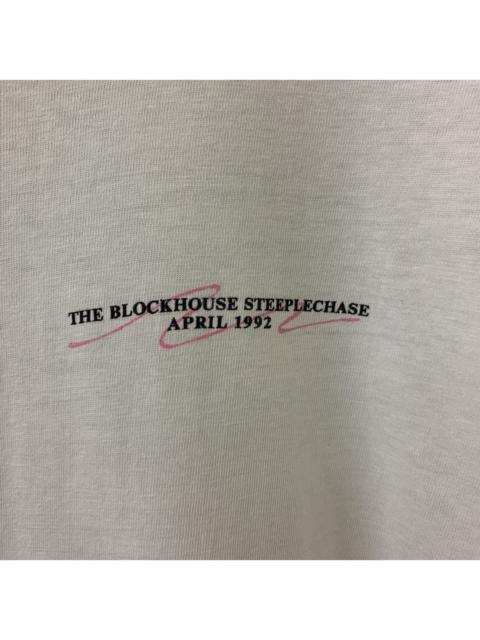 THE BLOCKHOUSE STEEPLECHASE
APRIL 1992